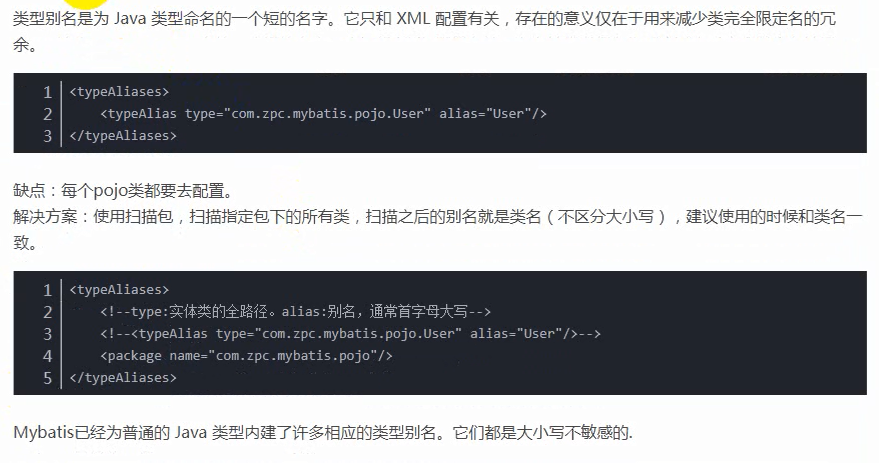 类型别名是为 Java 类型命名的一个短的名字。它只和 XML 配置有关，存在的意义仅在于用来减少类完全限定名的冗
余。
1 <typeAliases>
2     <typeAlias type="com.zpc.mybatis.pojo.User" alias="User"/>
3 </typeAliases>
缺点：每个pojo类都要去配置。
解决方案：使用扫描包，扫描指定包下的所有类，扫描之后的别名就是类名（不区分大小写），建议使用的时候和类名一
致。
1 <typeAliases>
2     <!--type:实体类的全路径。alias:别名，通常首字母大写-->
3     <!--<typeAlias type="com.zpc.mybatis.pojo.User" alias="User"/>-->
4     <package name="com.zpc.mybatis.pojo"/>
5 </typeAliases>
Mybatis已经为普通的 Java 类型内建了许多相应的类型别名。它们都是大小写不敏感的.